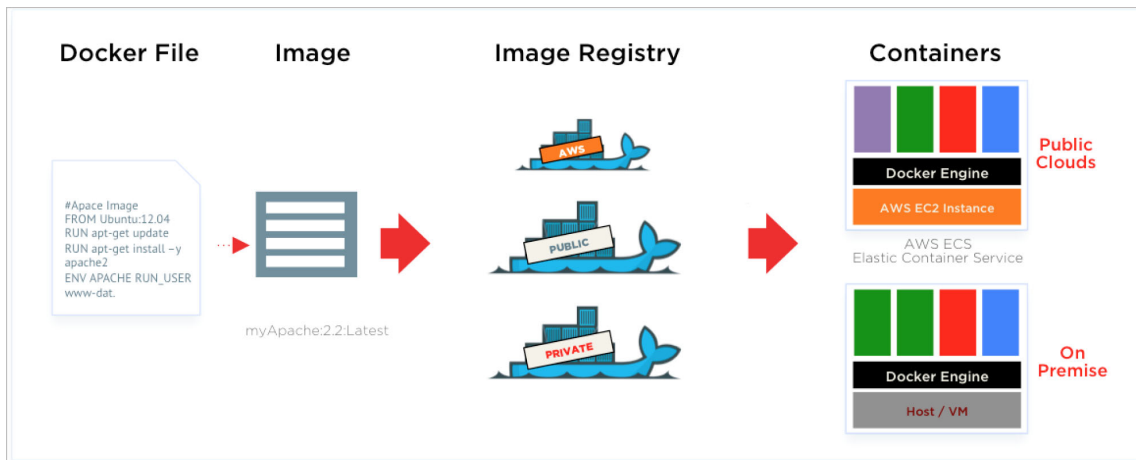 Docker File
Image
Image Registry
Containers
#Apace Image
FROM Ubuntu:12.04
RUN apt-get update
RUN apt-get install –y
apache2
ENV APACHE RUN_USER
www-dat.
myApache:2.2:Latest
AWS
PUBLIC
PRIVATE
Docker Engine
AWS EC2 Instance
Public
Clouds
AWS ECS
Elastic Container Service
Docker Engine
Host / VM
On
Premise